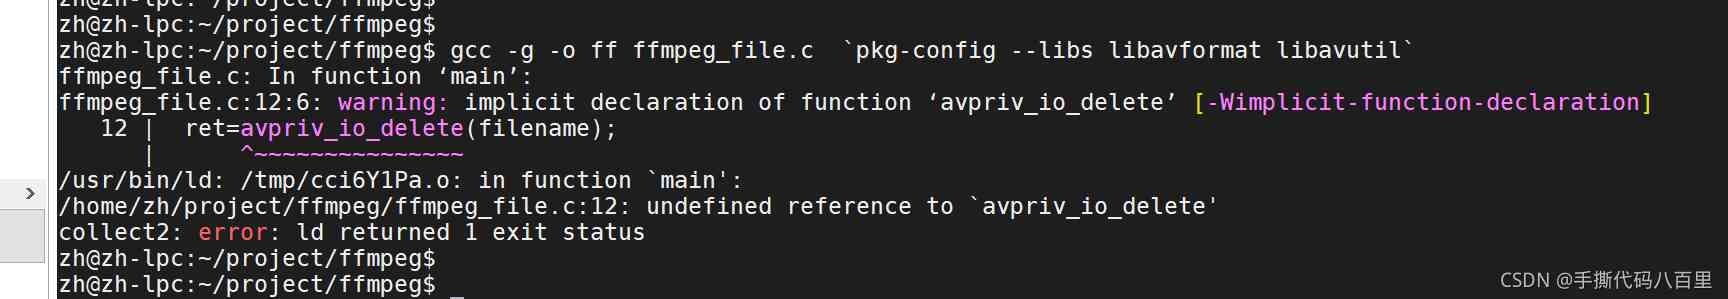 zh@zh-lpc:~/project/ffmpeg$
zh@zh-lpc:~/project/ffmpeg$
zh@zh-lpc:~/project/ffmpeg$ gcc -g -o ff ffmpeg_file.c  `pkg-config --libs libavformat libavutil`
ffmpeg_file.c: In function ‘main’:
ffmpeg_file.c:12:6: warning: implicit declaration of function ‘avpriv_io_delete’ [-Wimplicit-function-declaration]
   12 |  ret=avpriv_io_delete(filename);
      |      ^~~~~~~~~~~~~~~~
/usr/bin/ld: /tmp/cci6Y1Pa.o: in function `main':
/home/zh/project/ffmpeg/ffmpeg_file.c:12: undefined reference to `avpriv_io_delete'
collect2: error: ld returned 1 exit status
zh@zh-lpc:~/project/ffmpeg$
zh@zh-lpc:~/project/ffmpeg$
CSDN @手撕代码八百里